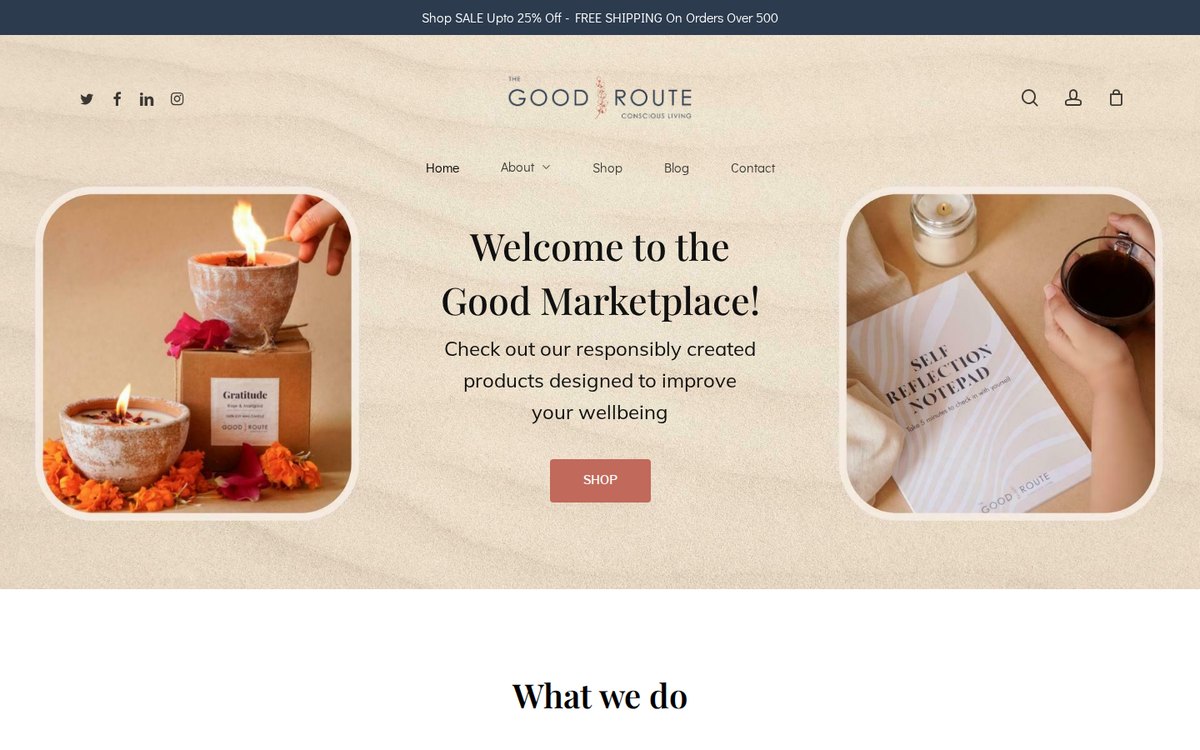 Shop SALE Upto 25% Off - FREE SHIPPING On Orders Over 500
THE
GOOD ROUTE
CONSCIOUS LIVING
Home
About
Shop
Blog
Contact
Welcome to the
Good Marketplace!
Check out our responsibly created
products designed to improve
your wellbeing
SHOP
Gratitude
GOOD ROUTE
SELF
REFLECTION
NOTEPAD
Take 5 minutes to check in with yourself
GOOD ROUTE
What we do